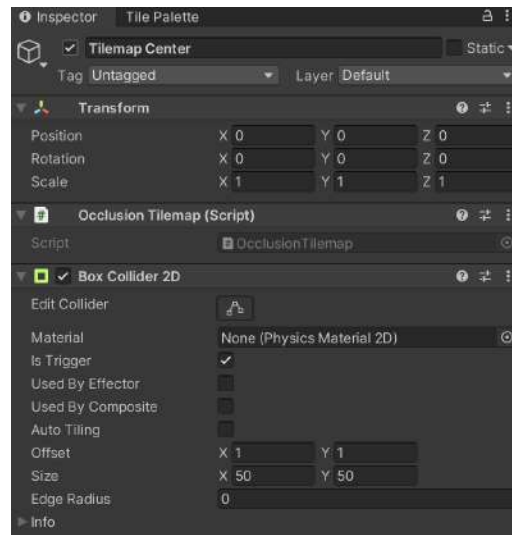 Inspector Tile Palette
Tilemap Center Static
Tag Untagged Layer Default
Transform
Position X 0 Y 0 Z 0
Rotation X 0 Y 0 Z 0
Scale X 1 Y 1 Z 1
# Occlusion Tilemap (Script)
Script OcclusionTilemap
Box Collider 2D
Edit Collider
Material None (Physics Material 2D)
Is Trigger
Used By Effector
Used By Composite
Auto Tiling
Offset X 1 Y 1
Size X 50 Y 50
Edge Radius 0
Info